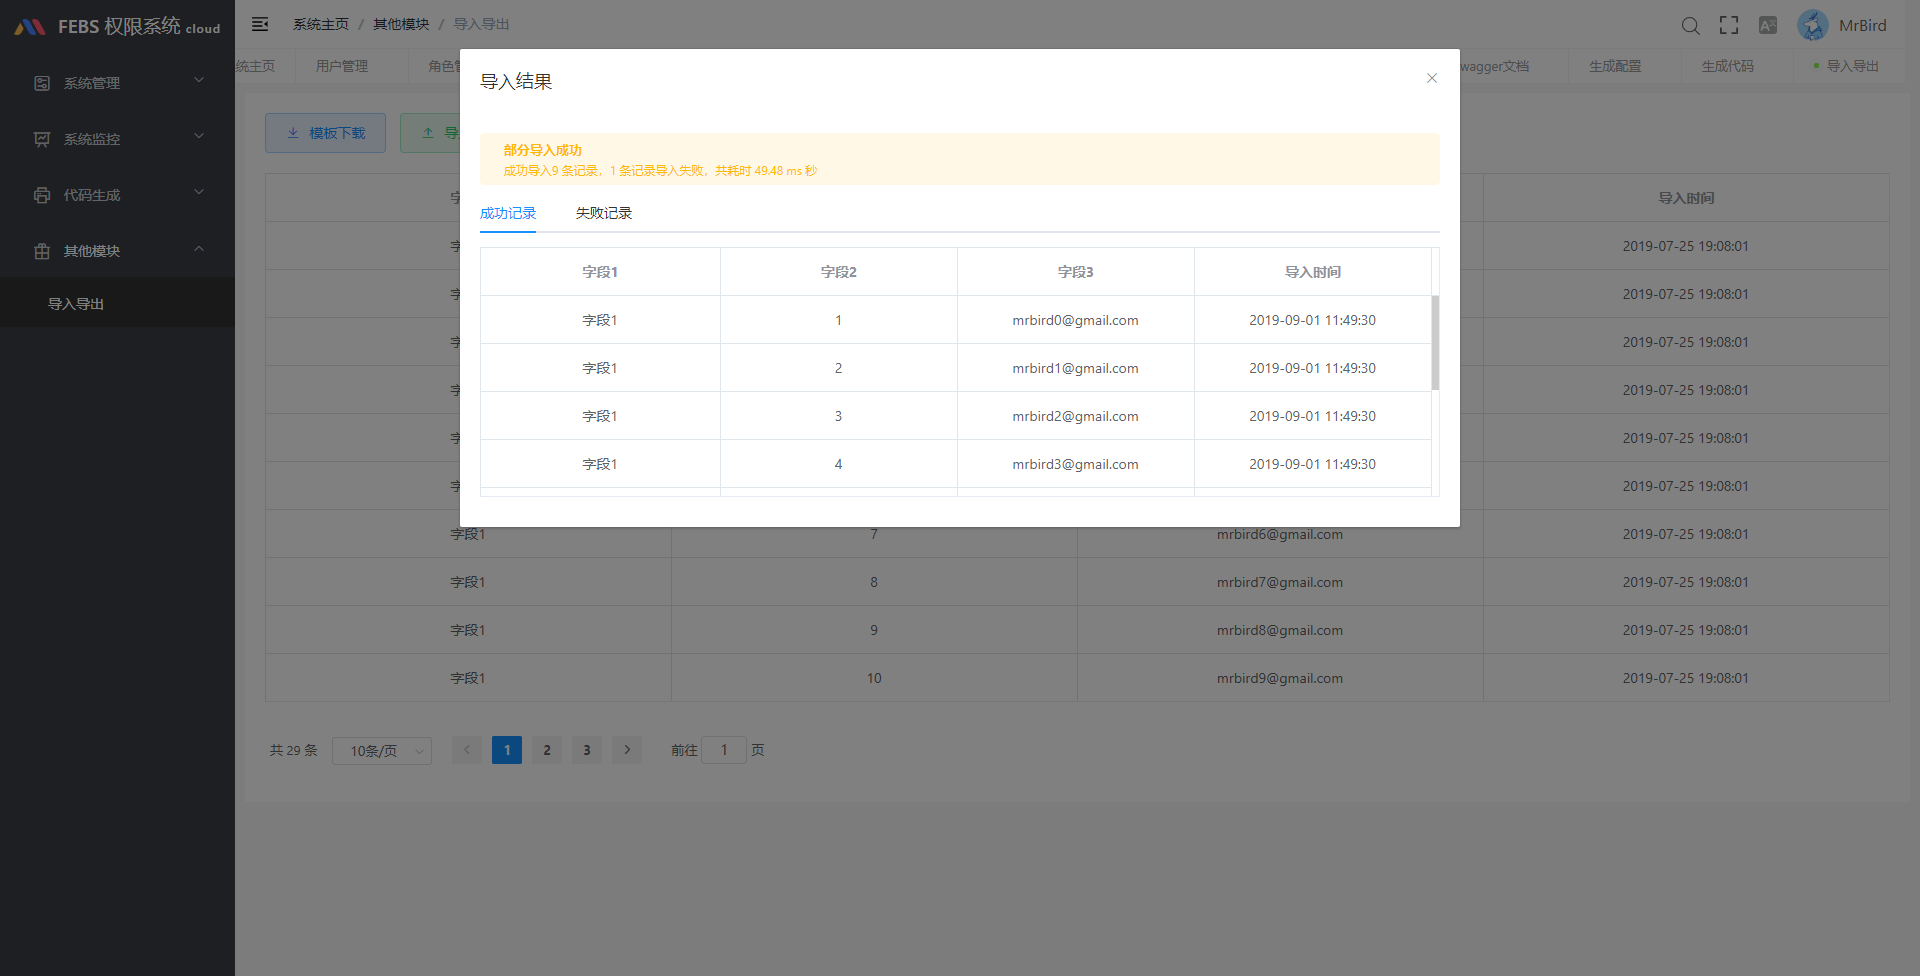 FEBS 权限系统 cloud
系统管理
系统监控
代码生成
其他模块
导入导出
系统主页 / 其他模块 / 导入导出
MrBird
统主页
用户管理
角色
wagger文档
生成配置
生成代码
导入导出
模板下载
导
导入结果
部分导入成功
成功导入9 条记录，1 条记录导入失败，共耗时 49.48 ms 秒
成功记录 失败记录
字段1 字段2 字段3 导入时间
字段1 1 mrbird0@gmail.com 2019-09-01 11:49:30
字段1 2 mrbird1@gmail.com 2019-09-01 11:49:30
字段1 3 mrbird2@gmail.com 2019-09-01 11:49:30
字段1 4 mrbird3@gmail.com 2019-09-01 11:49:30
字 导入时间
字 2019-07-25 19:08:01
字 2019-07-25 19:08:01
字 2019-07-25 19:08:01
字 2019-07-25 19:08:01
字 2019-07-25 19:08:01
字 2019-07-25 19:08:01
字段1 7 mrbird6@gmail.com 2019-07-25 19:08:01
字段1 8 mrbird7@gmail.com 2019-07-25 19:08:01
字段1 9 mrbird8@gmail.com 2019-07-25 19:08:01
字段1 10 mrbird9@gmail.com 2019-07-25 19:08:01
共 29 条 10条/页 1 2 3 前往 1 页